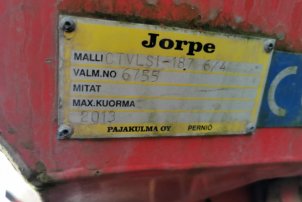 Jorpe
MALLI CTVLS1-187 6/4
VALM.NO 6755
MITAT
MAX.KUORMA
2013
PAJAKULMA OY PERNIÖ
C